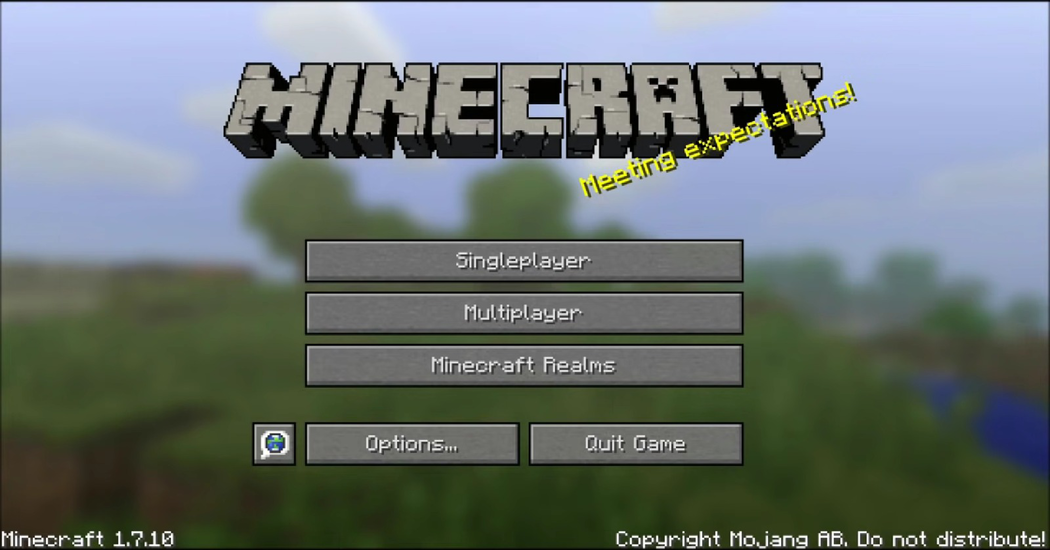 MINECRAFT
Meeting expectations!
Singleplayer
Multiplayer
Minecraft Realms
Options...
Quit Game
Minecraft 1.7.10
Copyright Mojang AB. Do not distribute!